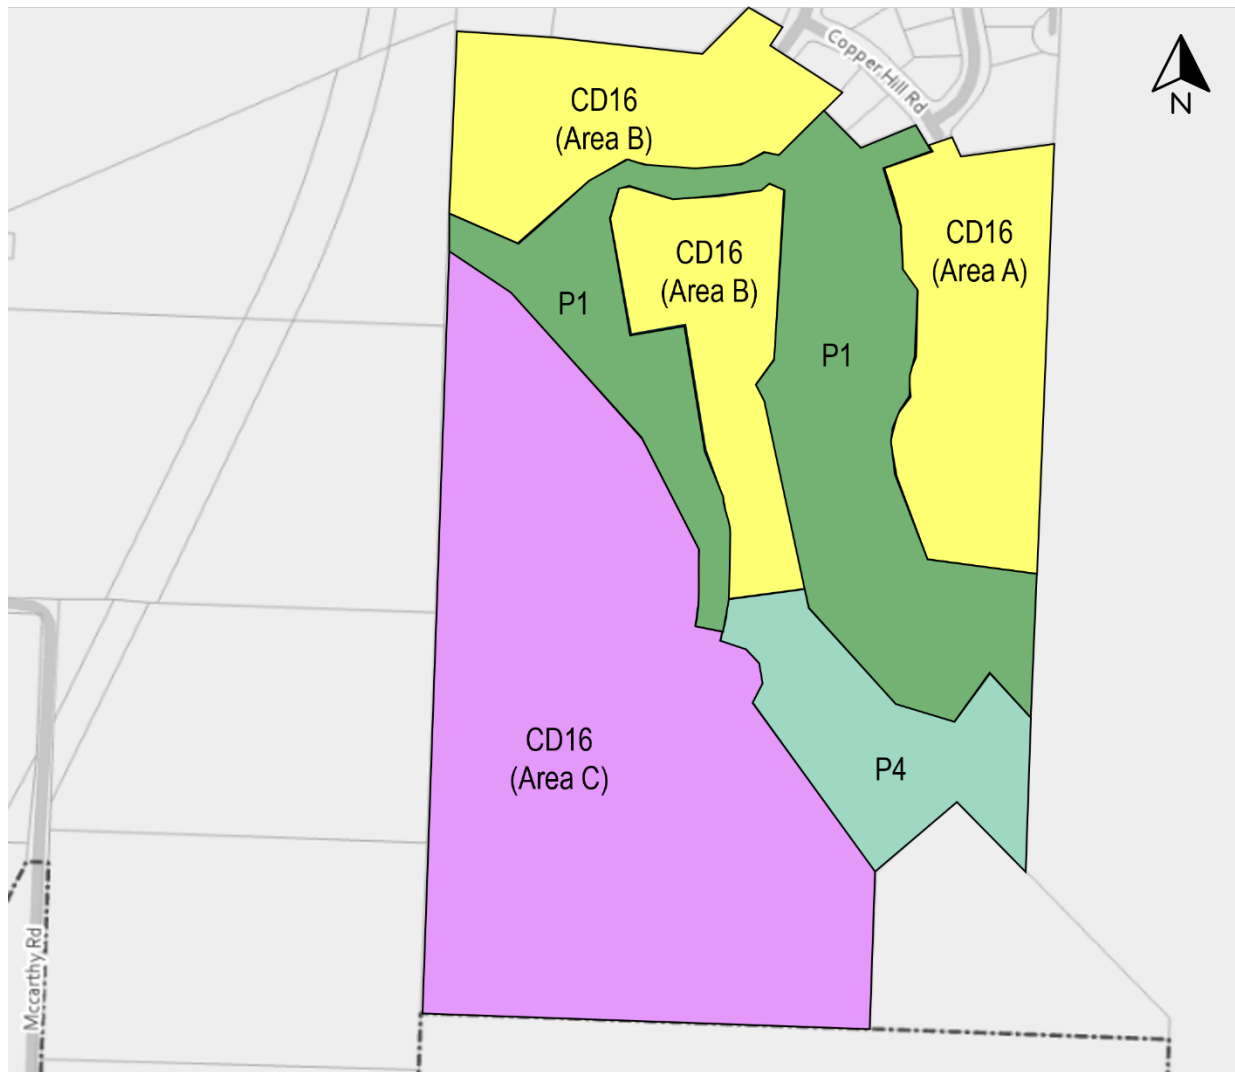 Copper Hill Rd
N
CD16
(Area B)
CD16
(Area A)
CD16
(Area B)
P1
P1
CD16
(Area C)
P4
Mccarthy Rd